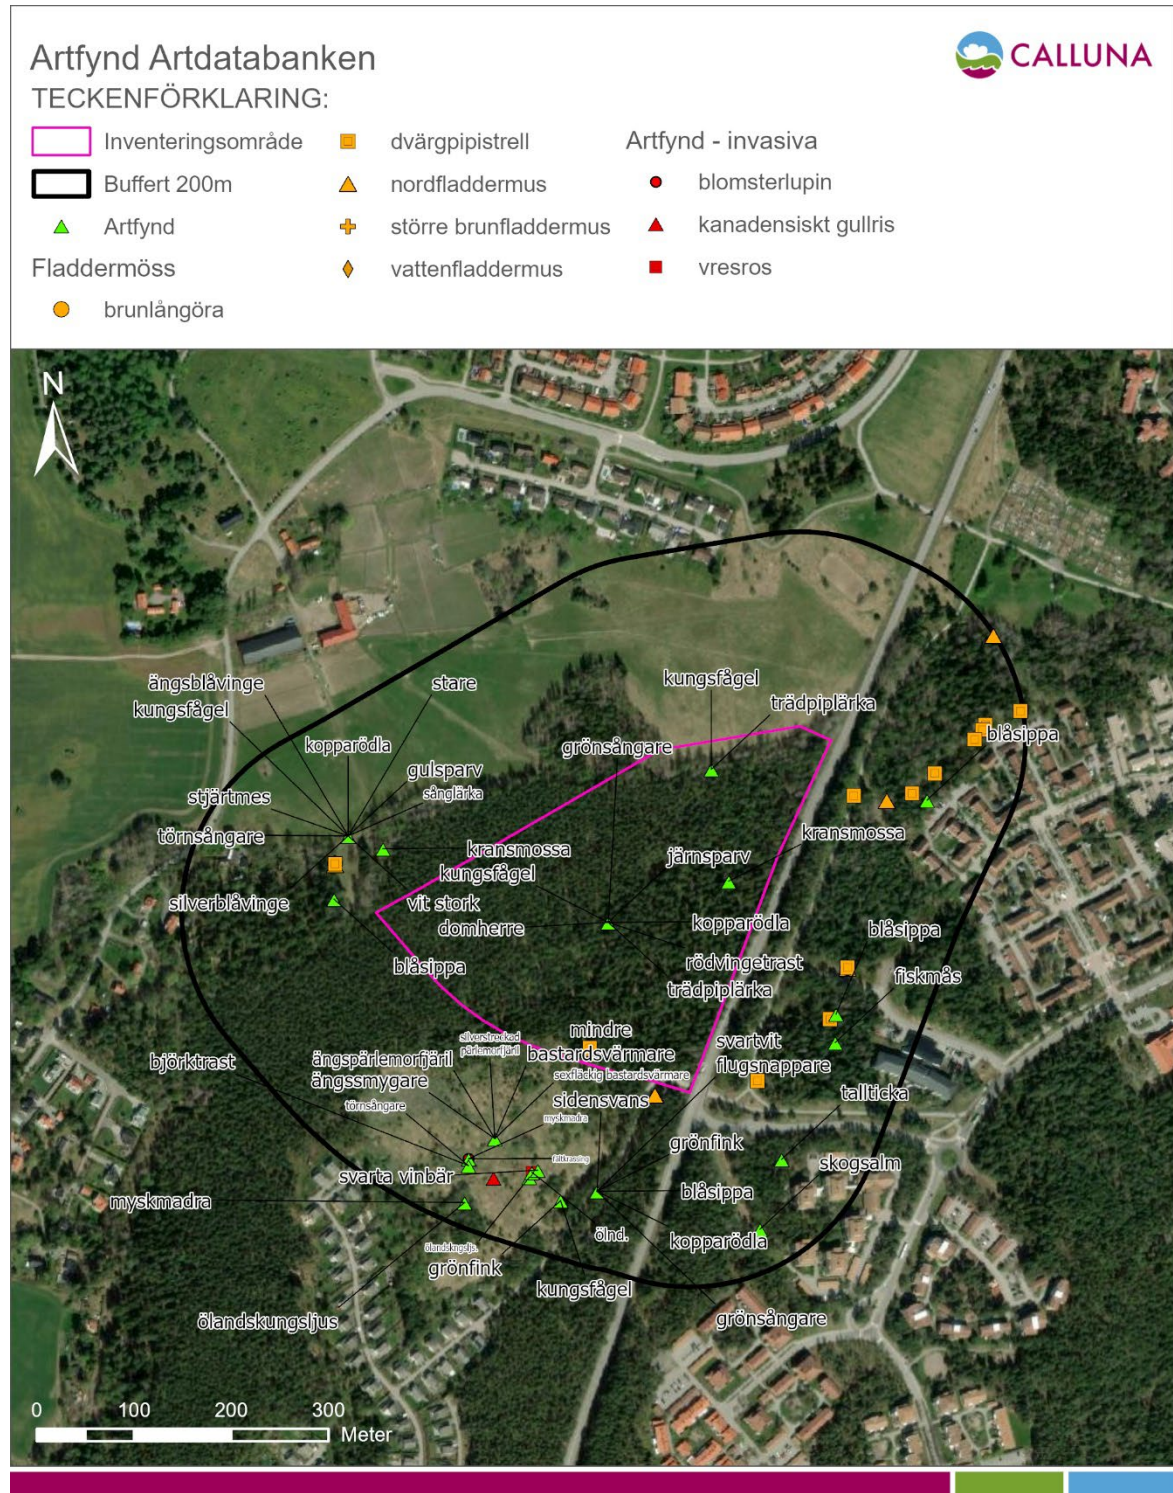 Artfynd Artdatabanken
CALLUNA
TECKENFÖRKLARING:
Inventeringsområde
Buffert 200m
Artfynd
Fladdermöss
brunlångöra
dvärgpipistrell
nordfladdermus
större brunfladdermus
vattenfladdermus
Artfynd - invasiva
blomsterlupin
kanadensiskt gullris
vresros
N
ängsblåvinge
stare
kungsfågel
kungsfågel
trädpiplärka
kopparödla
grönsångare
blåsippa
gulsparv
stjärtmes
sånglärka
törnsångare
kransmossa
kransmossa
järnsparv
kungsfågel
silverblåvinge
vit stork
domherre
kopparödla
blåsippa
rödvingetrast
blåsippa
fiskmås
trädpiplärka
mindre
bastardsvärmare
silverstreckad
pärlemorfjäril
svartvit
flugsnappare
björktrast
ängspärlemorfjäril
sexfläckig bastardsvärmare
ängssmygare
sidensvans
tallticka
törnsångare
myskmadra
grönfink
fältkrassing
svarta vinbär
skogsalm
myskmadra
blåsippa
ölnd.
kopparödla
ölandskngsljs.
grönfink
kungsfågel
ölandskungsljus
grönsångare
0 100 200 300
Meter